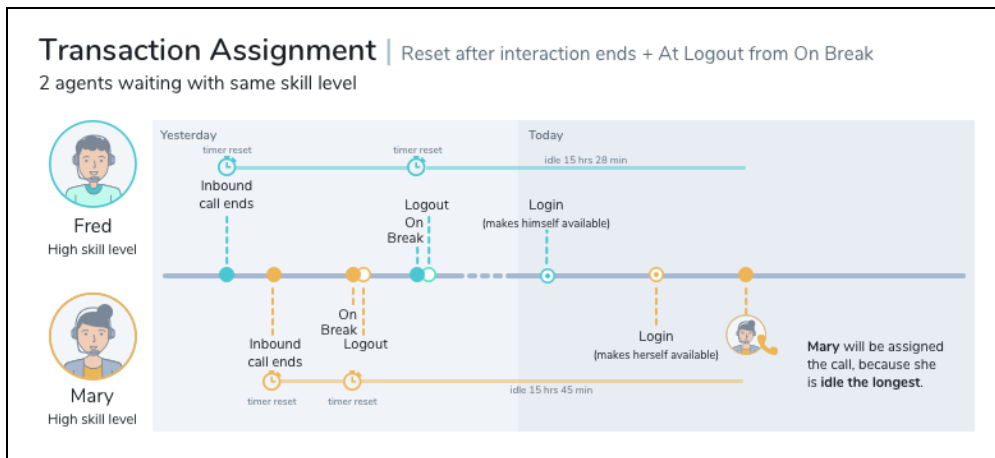 Transaction Assignment | Reset after interaction ends + At Logout from On Break
2 agents waiting with same skill level
Yesterday
Today
timer reset
timer reset
idle 15 hrs 28 min
Inbound
call ends
Logout
On
Break
Login
(makes himself available)
Fred
High skill level
On
Break
Logout
Inbound
call ends
Login
(makes herself available)
Mary will be assigned
the call, because she
is idle the longest.
idle 15 hrs 45 min
timer reset
timer reset
Mary
High skill level